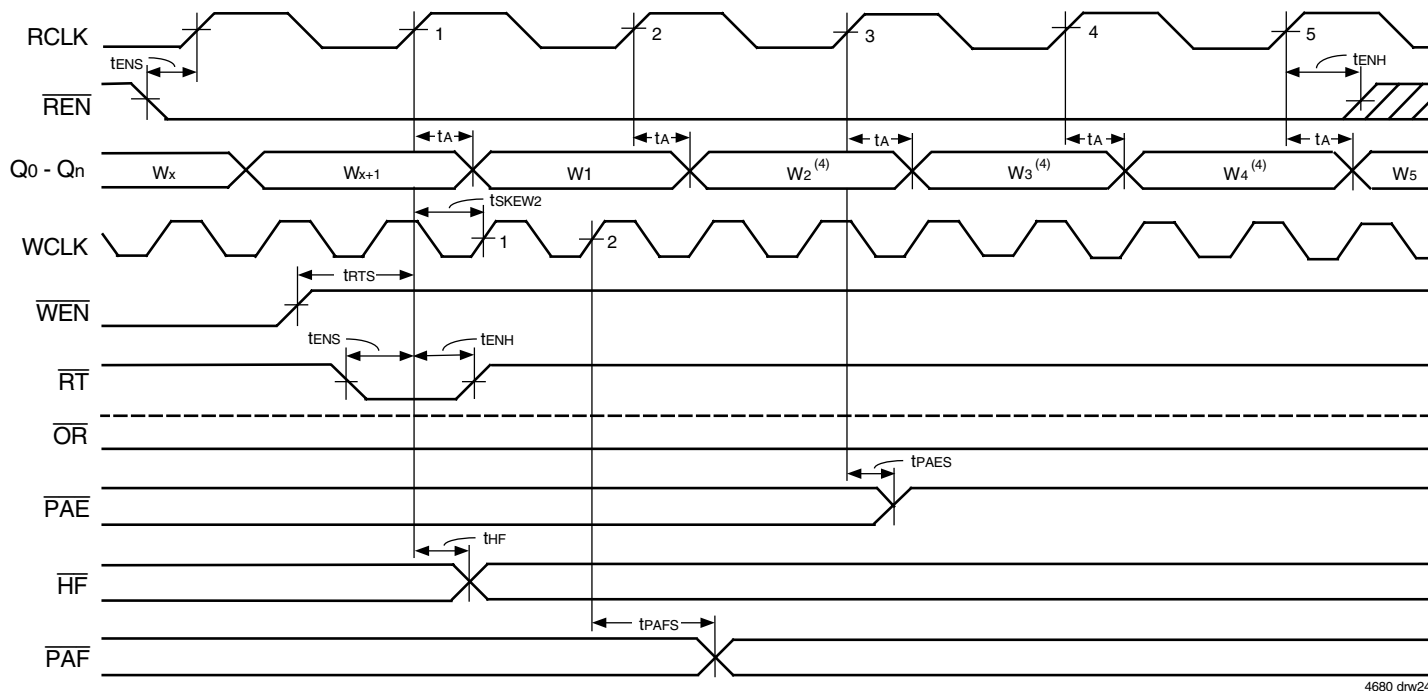 RCLK 1 2 3 4 5
tENS tENH
REN
tA tA tA tA tA
Q0 - Qn Wx Wx+1 W1 W2(4) W3(4) W4(4) W5
tSKEW2
WCLK 1 2
tRTS
WEN
tENS tENH
RT
OR
tPAES
PAE
tHF
HF
tPAFS
PAF
4680 drw24